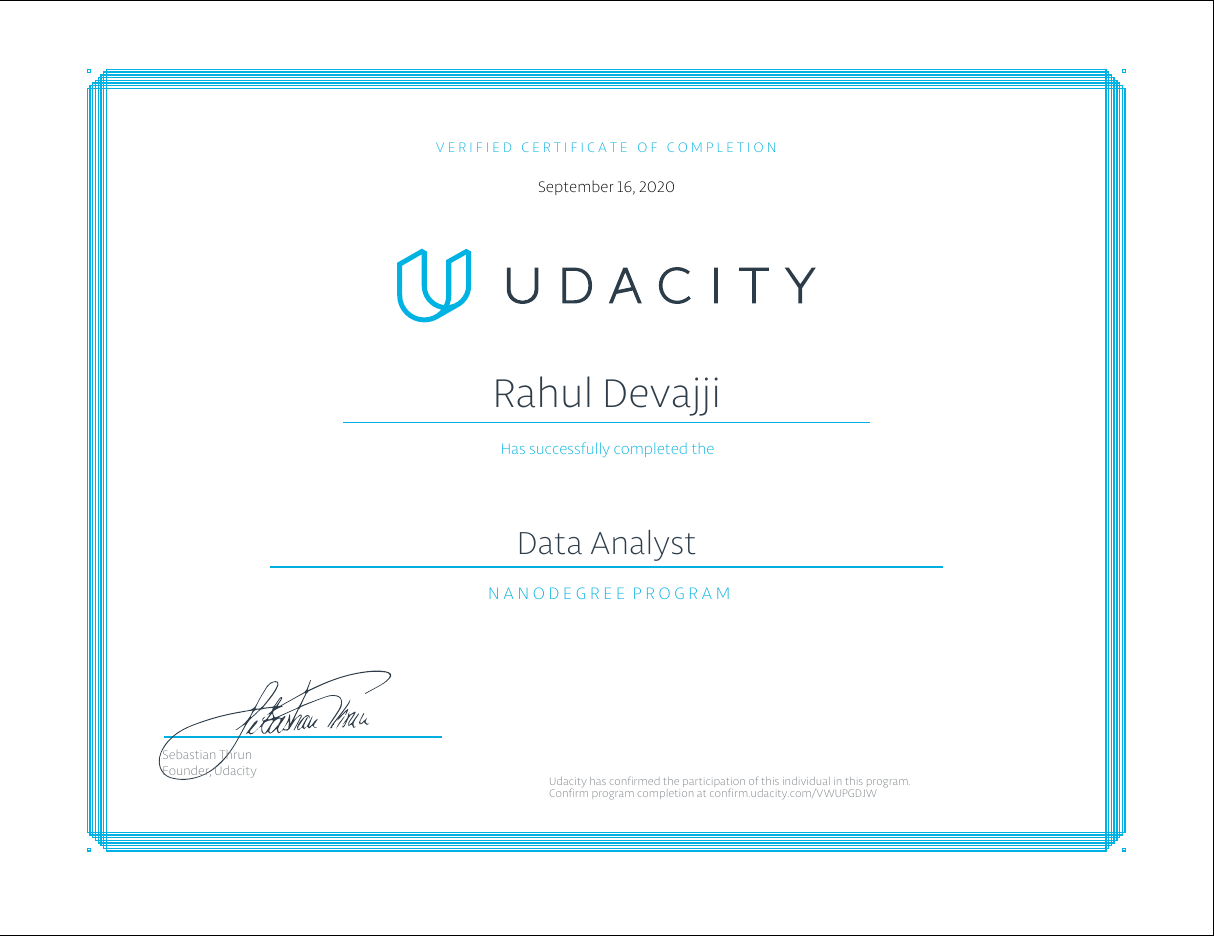 VERIFIED CERTIFICATE OF COMPLETION
September 16, 2020
UDACITY
Rahul Devajji
Has successfully completed the
Data Analyst
NANODEGREE PROGRAM
Sebastian Thrun
Sebastian Thrun
Founder, Udacity
Udacity has confirmed the participation of this individual in this program.
Confirm program completion at confirm.udacity.com/VWUPGDJW